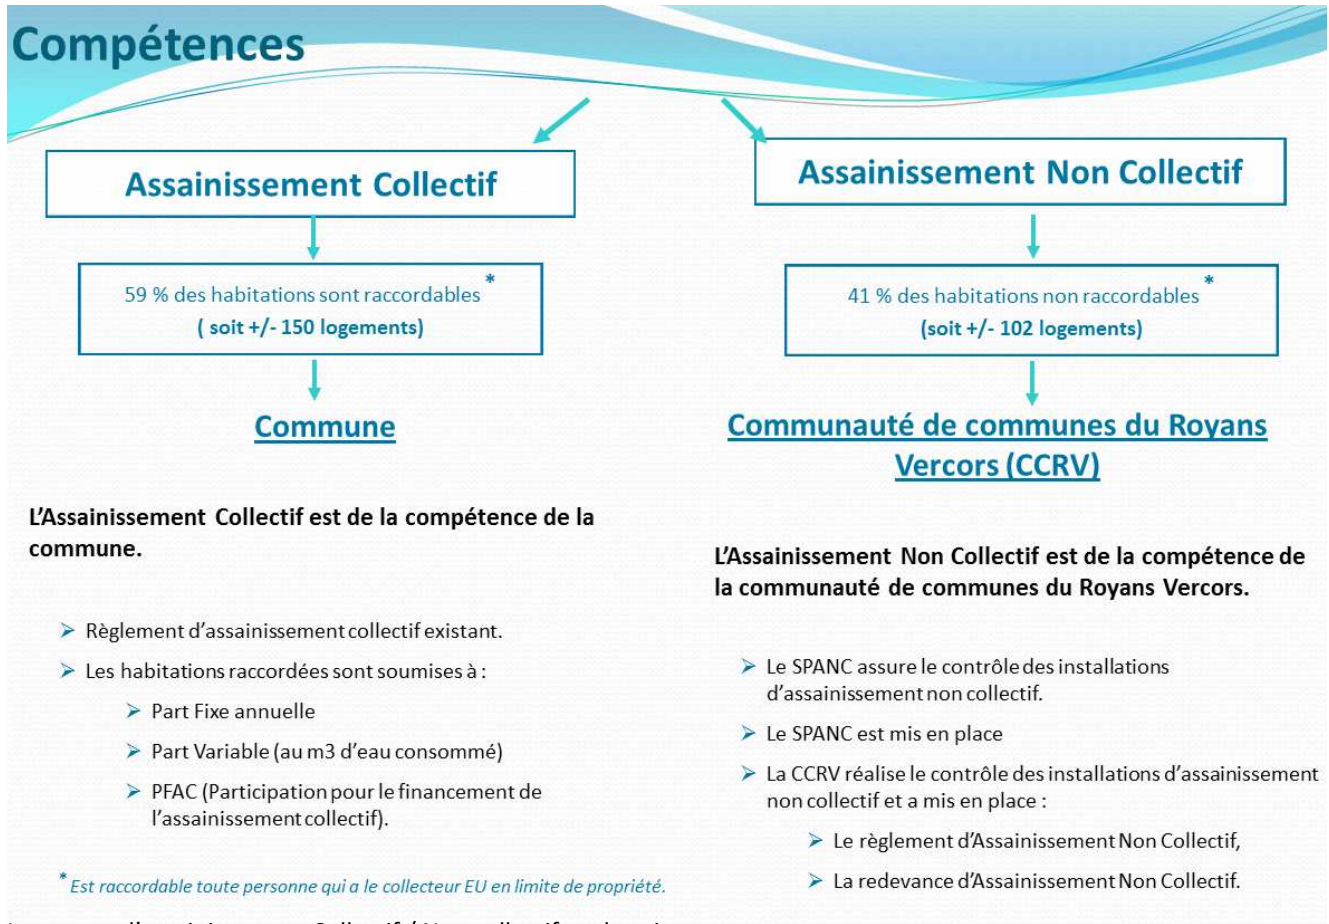 Compétences
Assainissement Collectif
59 % des habitations sont raccordables *
( soit +/- 150 logements)
Commune
L’Assainissement Collectif est de la compétence de la
commune.
➢ Règlement d’assainissement collectif existant.
➢ Les habitations raccordées sont soumises à :
➢ Part Fixe annuelle
➢ Part Variable (au m3 d’eau consommé)
➢ PFAC (Participation pour le financement de
l’assainissement collectif).
* Est raccordable toute personne qui a le collecteur EU en limite de propriété.
Assainissement Non Collectif
41 % des habitations non raccordables *
(soit +/- 102 logements)
Communauté de communes du Royans
Vercors (CCRV)
L’Assainissement Non Collectif est de la compétence de
la communauté de communes du Royans Vercors.
➢ Le SPANC assure le contrôle des installations
d’assainissement non collectif.
➢ Le SPANC est mis en place
➢ La CCRV réalise le contrôle des installations d’assainissement
non collectif et a mis en place :
➢ Le règlement d’Assainissement Non Collectif,
➢ La redevance d’Assainissement Non Collectif.